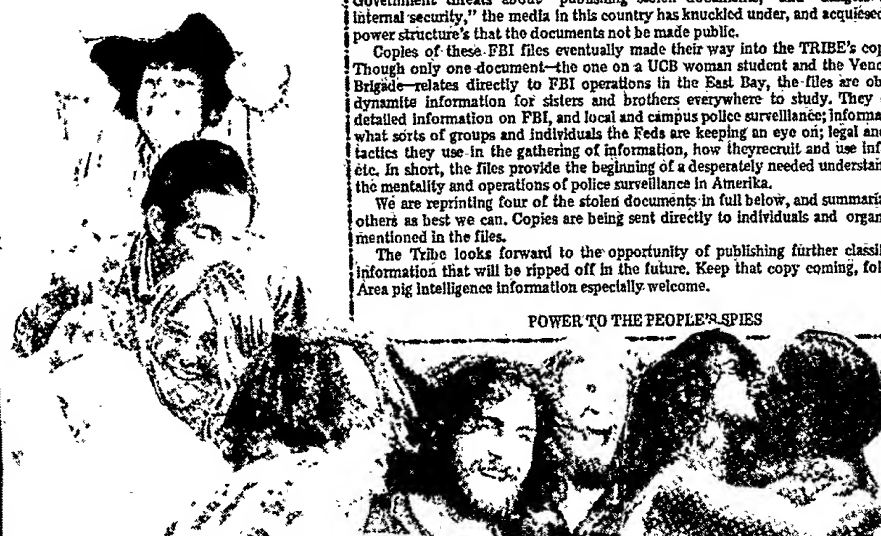 internal security," the media in this country has knuckled under, and acquiesced
power structure's that the documents not be made public.
Copies of these FBI files eventually made their way into the TRIBE's
Though only one document—the one on a UCB woman student and the
Brigade—relates directly to FBI operations in the East Bay, the files are
dynamite information for sisters and brothers everywhere to study. They
detailed information on FBI, and local and campus police surveillance;
what sorts of groups and individuals the Feds are keeping an eye on; legal
tactics they use in the gathering of information, how theyrecruit and use
etc. In short, the files provide the beginning of a desperately needed
the mentality and operations of police surveillance in Amerika.
We are reprinting four of the stolen documents in full below, and
others as best we can. Copies are being sent directly to individuals and
mentioned in the files.
The Tribe looks forward to the opportunity of publishing further
information that will be ripped off in the future. Keep that copy coming,
Area pig intelligence information especially welcome.
POWER TO THE PEOPLE'S SPIES